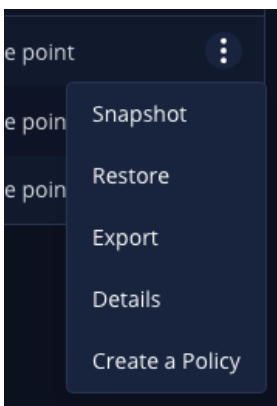 e point
e poin
e poin
Snapshot
Restore
Export
Details
Create a Policy